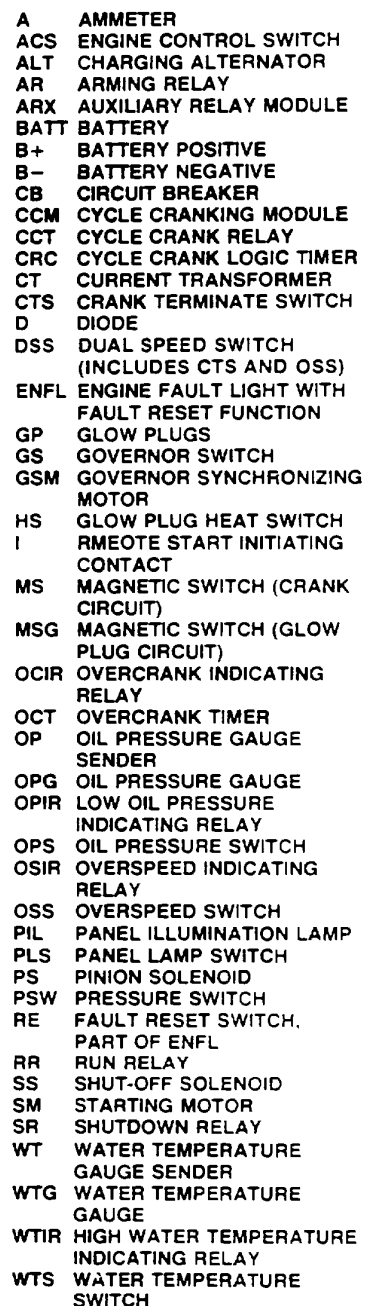 A AMMETER
ACS ENGINE CONTROL SWITCH
ALT CHARGING ALTERNATOR
AR ARMING RELAY
ARX AUXILIARY RELAY MODULE
BATT BATTERY
B+ BATTERY POSITIVE
B– BATTERY NEGATIVE
CB CIRCUIT BREAKER
CCM CYCLE CRANKING MODULE
CCT CYCLE CRANK RELAY
CRC CYCLE CRANK LOGIC TIMER
CT CURRENT TRANSFORMER
CTS CRANK TERMINATE SWITCH
D DIODE
DSS DUAL SPEED SWITCH
(INCLUDES CTS AND OSS)
ENFL ENGINE FAULT LIGHT WITH
FAULT RESET FUNCTION
GP GLOW PLUGS
GS GOVERNOR SWITCH
GSM GOVERNOR SYNCHRONIZING
MOTOR
HS GLOW PLUG HEAT SWITCH
I RMEOTE START INITIATING
CONTACT
MS MAGNETIC SWITCH (CRANK
CIRCUIT)
MSG MAGNETIC SWITCH (GLOW
PLUG CIRCUIT)
OCIR OVERCRANK INDICATING
RELAY
OCT OVERCRANK TIMER
OP OIL PRESSURE GAUGE
SENDER
OPG OIL PRESSURE GAUGE
OPIR LOW OIL PRESSURE
INDICATING RELAY
OPS OIL PRESSURE SWITCH
OSIR OVERSPEED INDICATING
RELAY
OSS OVERSPEED SWITCH
PIL PANEL ILLUMINATION LAMP
PLS PANEL LAMP SWITCH
PS PINION SOLENOID
PSW PRESSURE SWITCH
RE FAULT RESET SWITCH,
PART OF ENFL
RR RUN RELAY
SS SHUT-OFF SOLENOID
SM STARTING MOTOR
SR SHUTDOWN RELAY
WT WATER TEMPERATURE
GAUGE SENDER
WTG WATER TEMPERATURE
GAUGE
WTIR HIGH WATER TEMPERATURE
INDICATING RELAY
WTS WATER TEMPERATURE
SWITCH